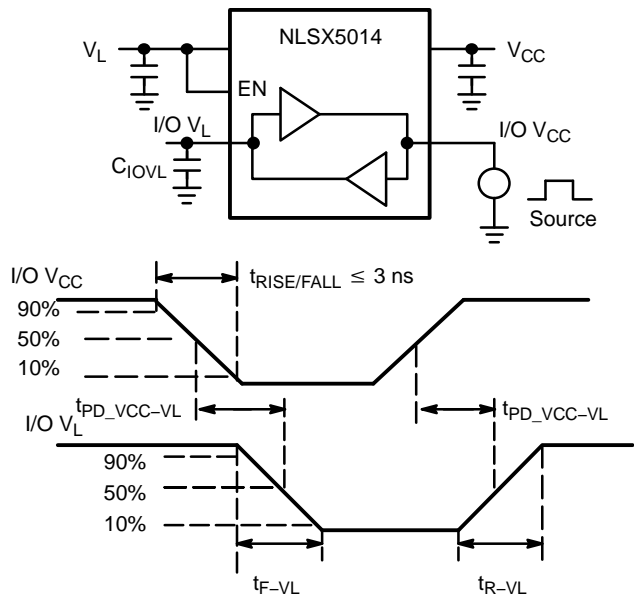 NLSX5014
V_L
V_CC
EN
I/O V_L
I/O V_CC
C_IOVL
Source
I/O V_CC
t_RISE/FALL ≤ 3 ns
90%
50%
10%
t_PD_VCC–VL
t_PD_VCC–VL
I/O V_L
90%
50%
10%
t_F–VL
t_R–VL